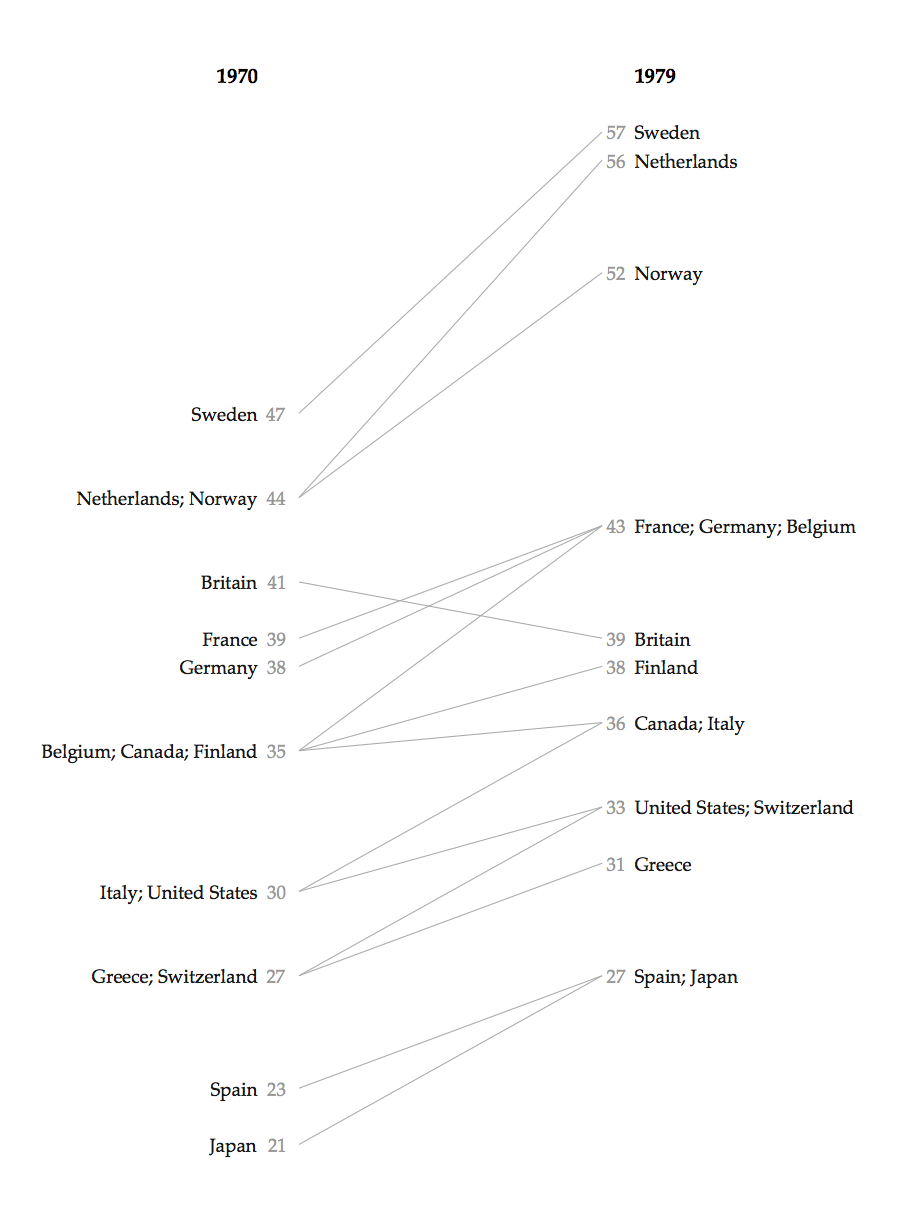 1970 1979
57 Sweden
56 Netherlands
52 Norway
Sweden 47
Netherlands; Norway 44
43 France; Germany; Belgium
Britain 41
France 39 39 Britain
Germany 38 38 Finland
36 Canada; Italy
Belgium; Canada; Finland 35
33 United States; Switzerland
31 Greece
Italy; United States 30
Greece; Switzerland 27 27 Spain; Japan
Spain 23
Japan 21